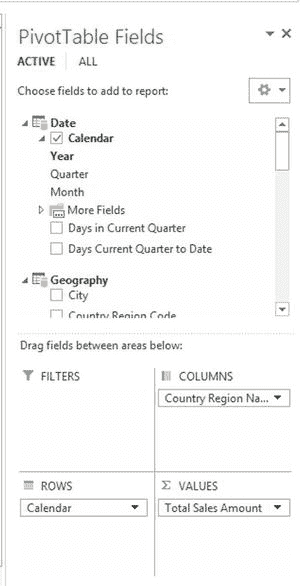 PivotTable Fields
ACTIVE ALL
Choose fields to add to report:
Date
Calendar
Year
Quarter
Month
More Fields
Days in Current Quarter
Days Current Quarter to Date
Geography
City
Country Region Code
Drag fields between areas below:
FILTERS
COLUMNS
Country Region Na...
ROWS
Σ VALUES
Calendar
Total Sales Amount